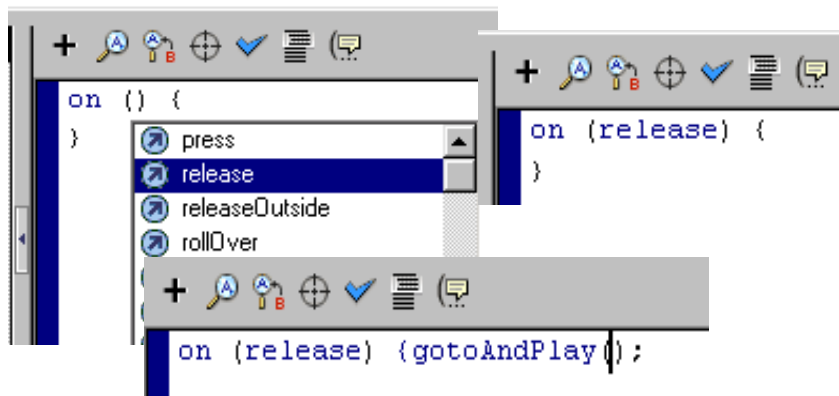 on () {
}
press
release
releaseOutside
rollOver
on (release) {
}
on (release) {gotoAndPlay();